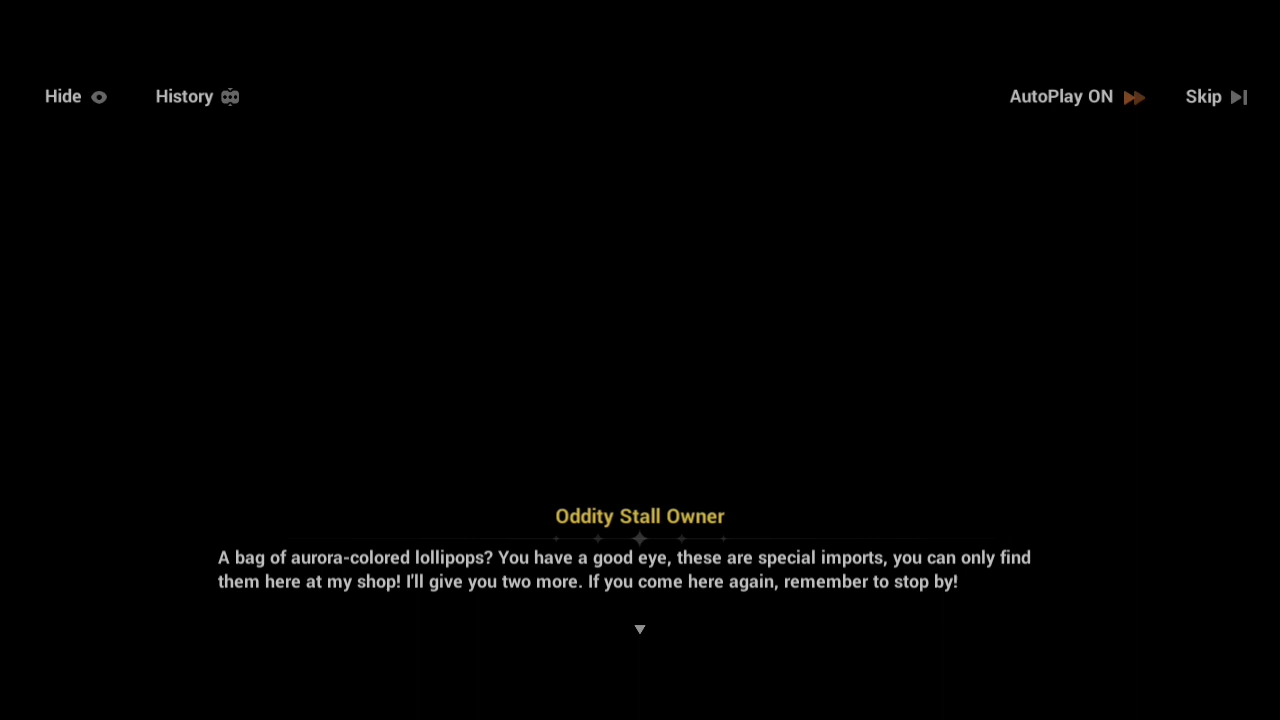 Hide
History
AutoPlay ON
Skip
Oddity Stall Owner
A bag of aurora-colored lollipops? You have a good eye, these are special imports, you can only find
them here at my shop! I'll give you two more. If you come here again, remember to stop by!